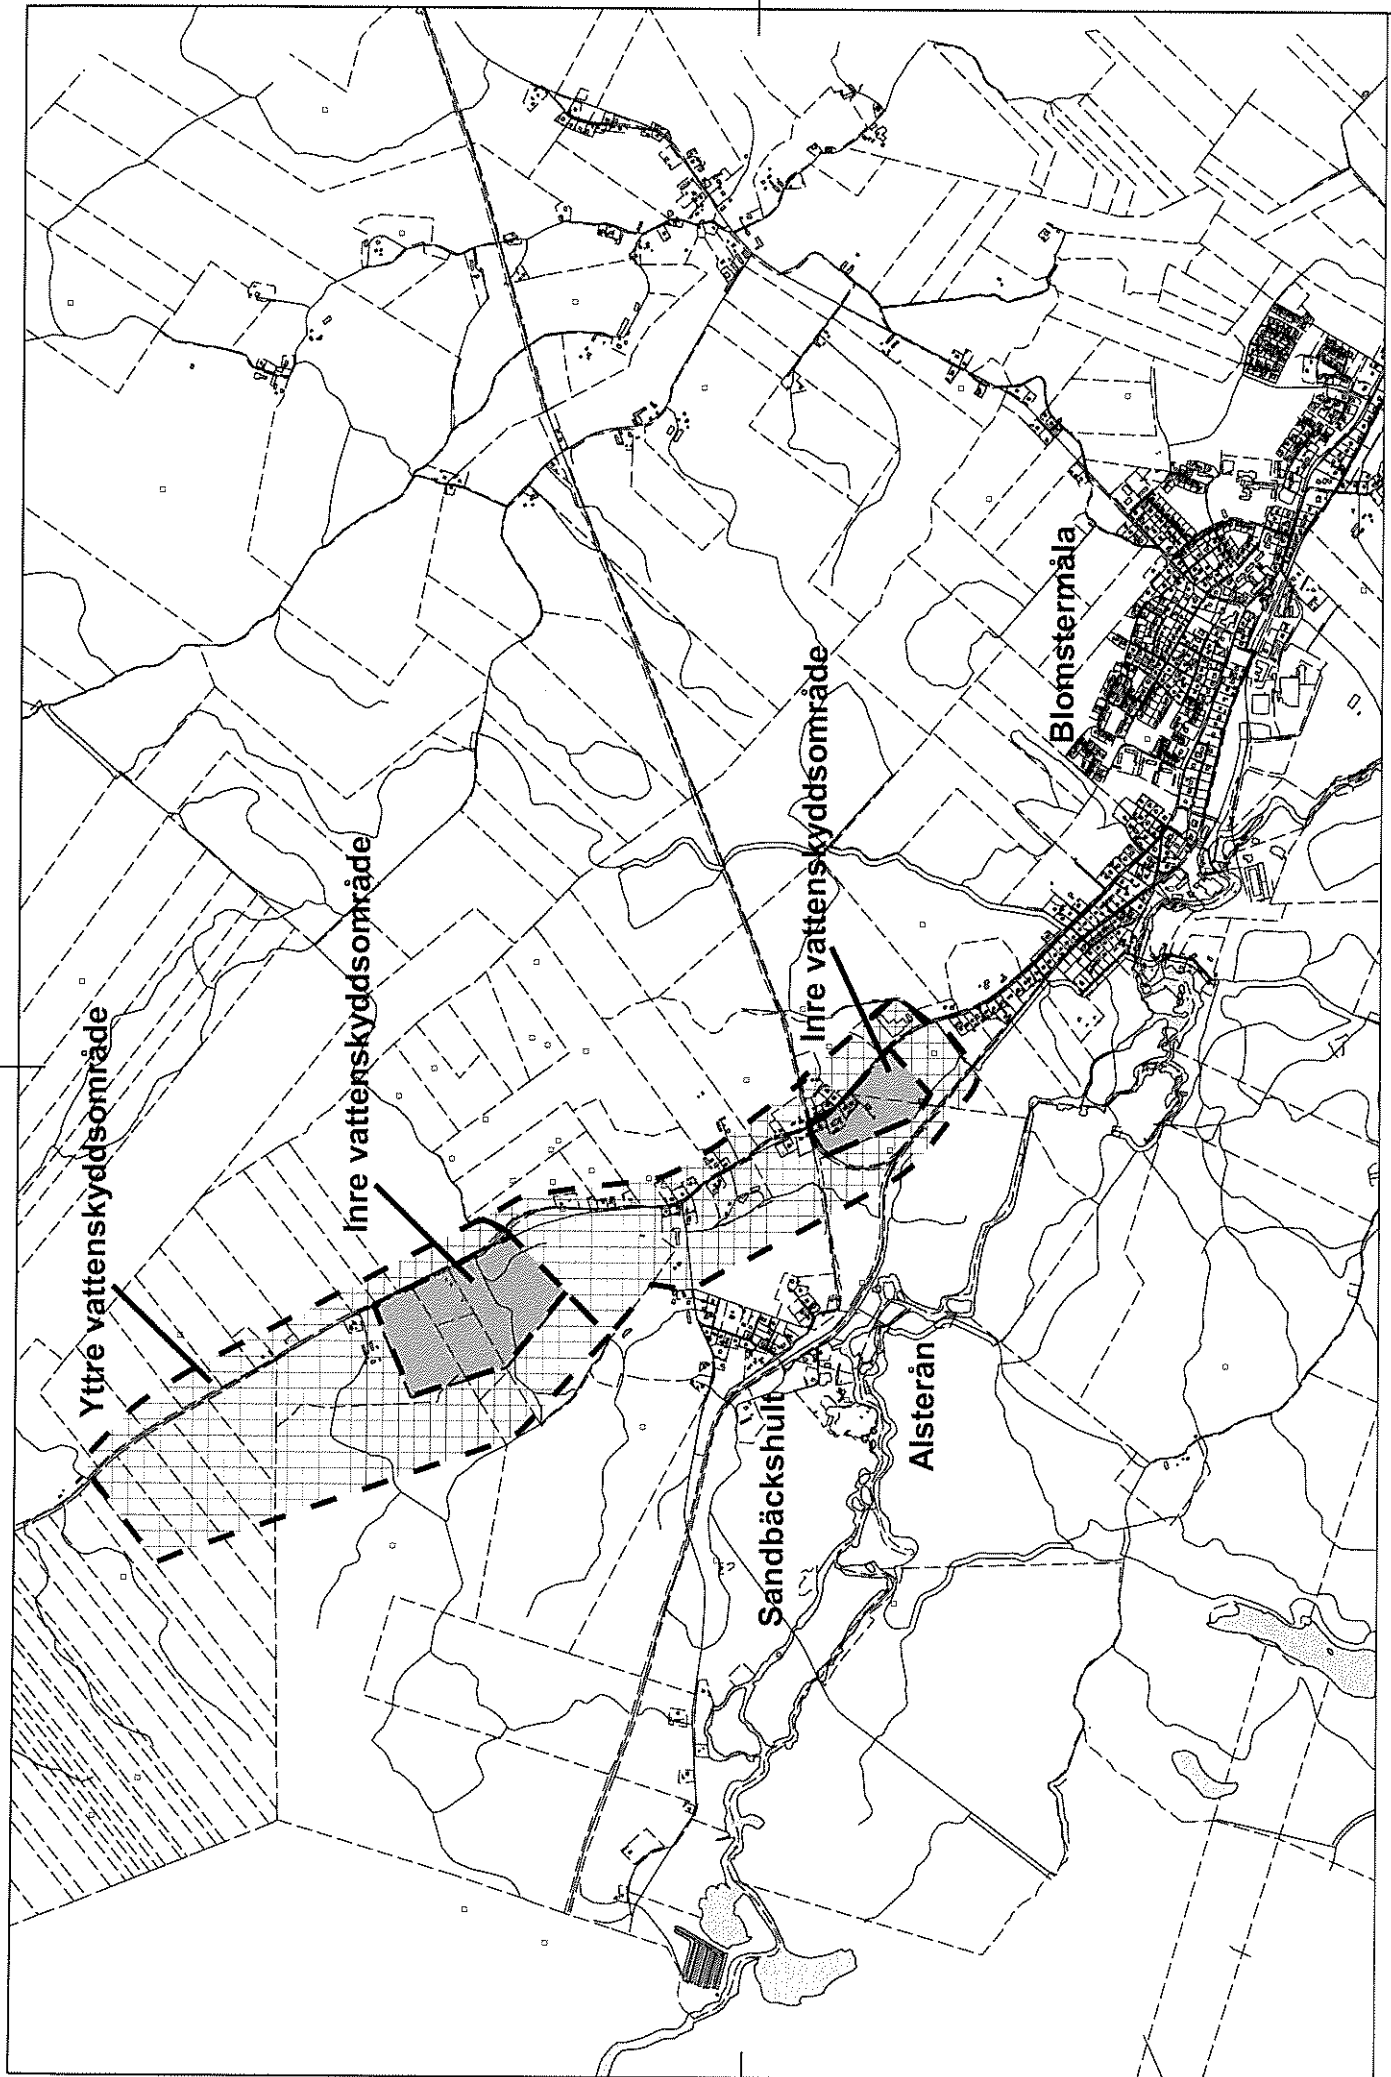 Yttre vattenskyddsområde
Inre vattenskyddsområde
Inre vattenskyddsområde
Blomstermåla
Sandbäckshult
Alsterån